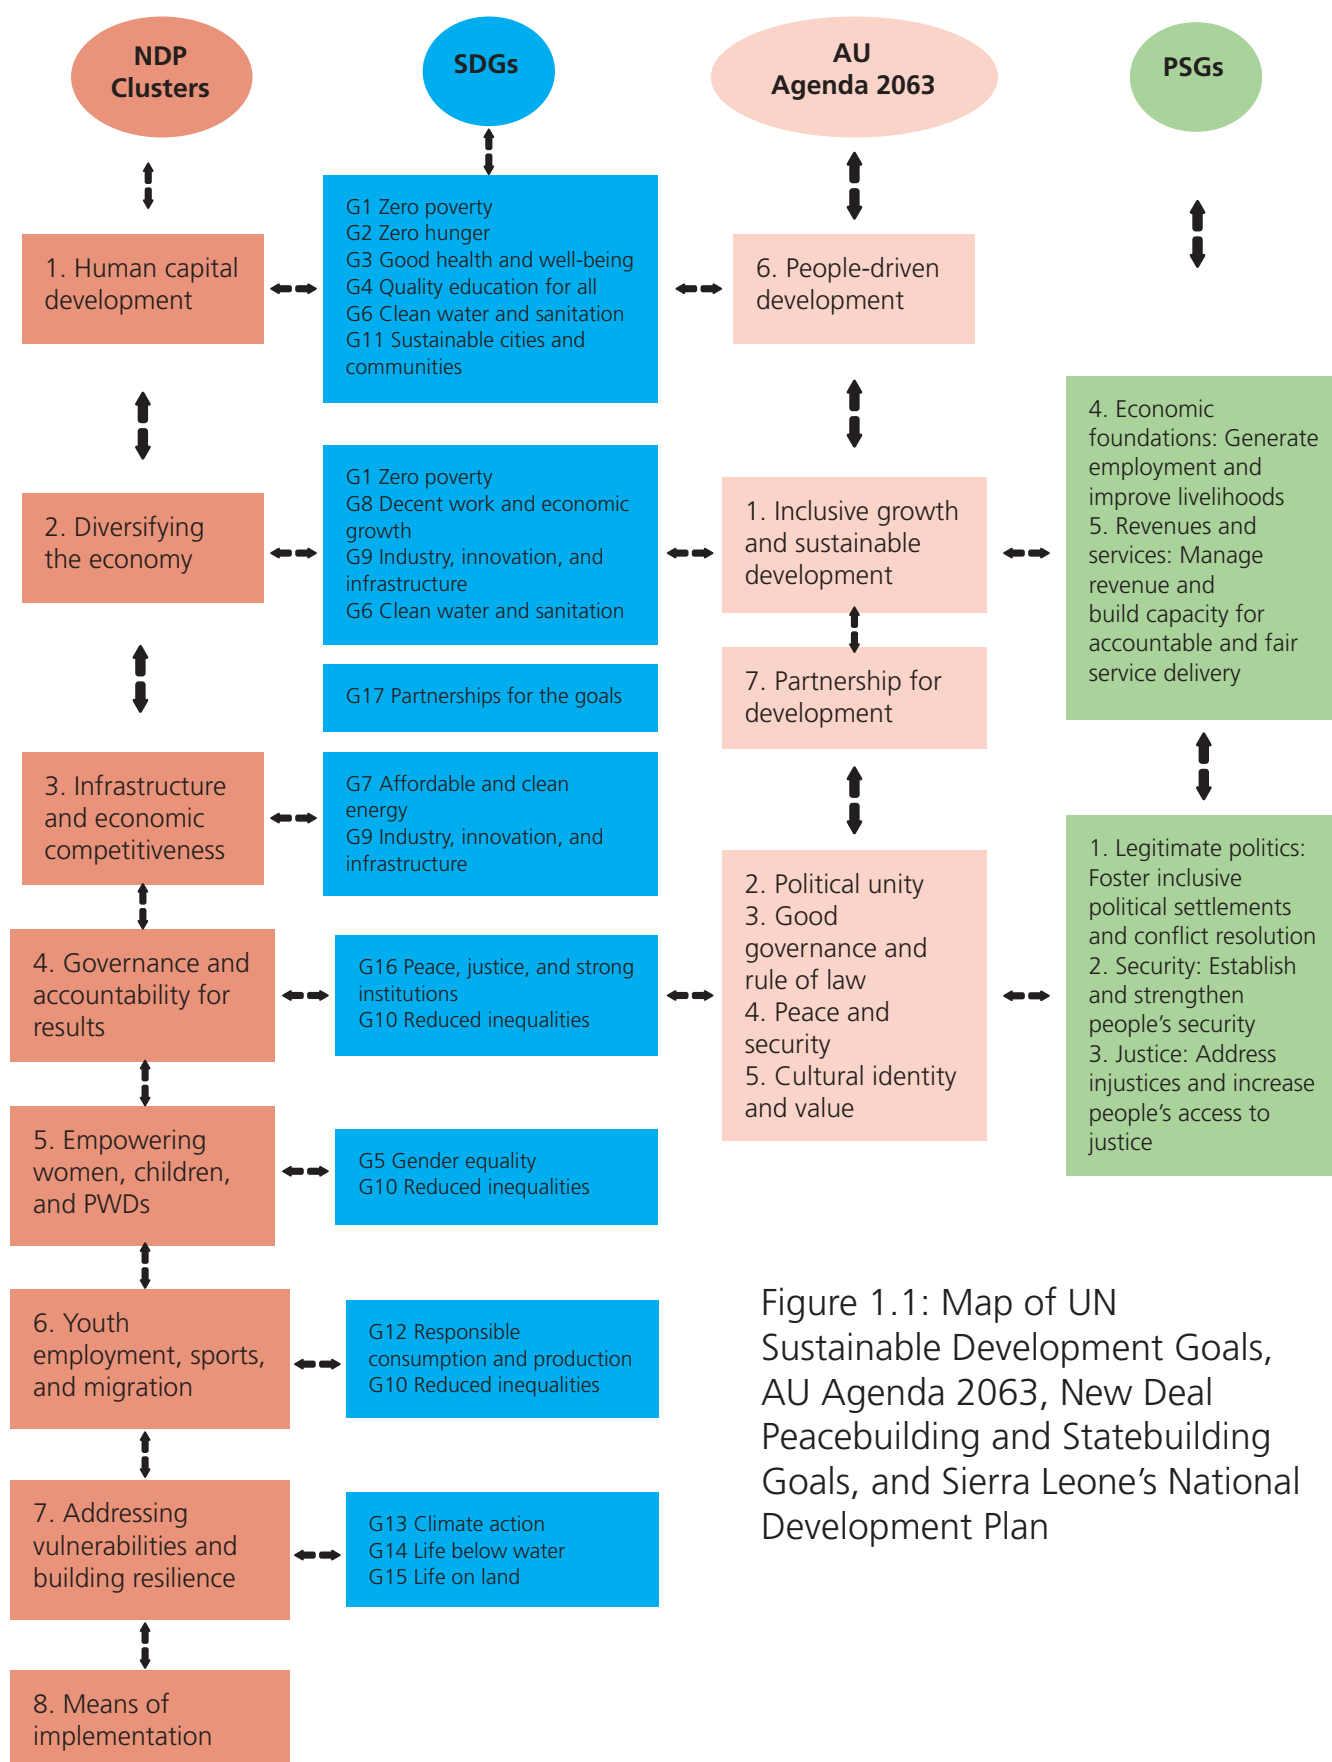 NDP
Clusters
SDGs
AU
Agenda 2063
PSGs
1. Human capital
development
G1 Zero poverty
G2 Zero hunger
G3 Good health and well-being
G4 Quality education for all
G6 Clean water and sanitation
G11 Sustainable cities and
communities
6. People-driven
development
2. Diversifying
the economy
G1 Zero poverty
G8 Decent work and economic
growth
G9 Industry, innovation, and
infrastructure
G6 Clean water and sanitation
1. Inclusive growth
and sustainable
development
4. Economic
foundations: Generate
employment and
improve livelihoods
5. Revenues and
services: Manage
revenue and
build capacity for
accountable and fair
service delivery
G17 Partnerships for the goals
7. Partnership for
development
3. Infrastructure
and economic
competitiveness
G7 Affordable and clean
energy
G9 Industry, innovation, and
infrastructure
4. Governance and
accountability for
results
G16 Peace, justice, and strong
institutions
G10 Reduced inequalities
2. Political unity
3. Good
governance and
rule of law
4. Peace and
security
5. Cultural identity
and value
1. Legitimate politics:
Foster inclusive
political settlements
and conflict resolution
2. Security: Establish
and strengthen
people’s security
3. Justice: Address
injustices and increase
people’s access to
justice
5. Empowering
women, children,
and PWDs
G5 Gender equality
G10 Reduced inequalities
6. Youth
employment, sports,
and migration
G12 Responsible
consumption and production
G10 Reduced inequalities
7. Addressing
vulnerabilities and
building resilience
G13 Climate action
G14 Life below water
G15 Life on land
8. Means of
implementation
Figure 1.1: Map of UN
Sustainable Development Goals,
AU Agenda 2063, New Deal
Peacebuilding and Statebuilding
Goals, and Sierra Leone’s National
Development Plan